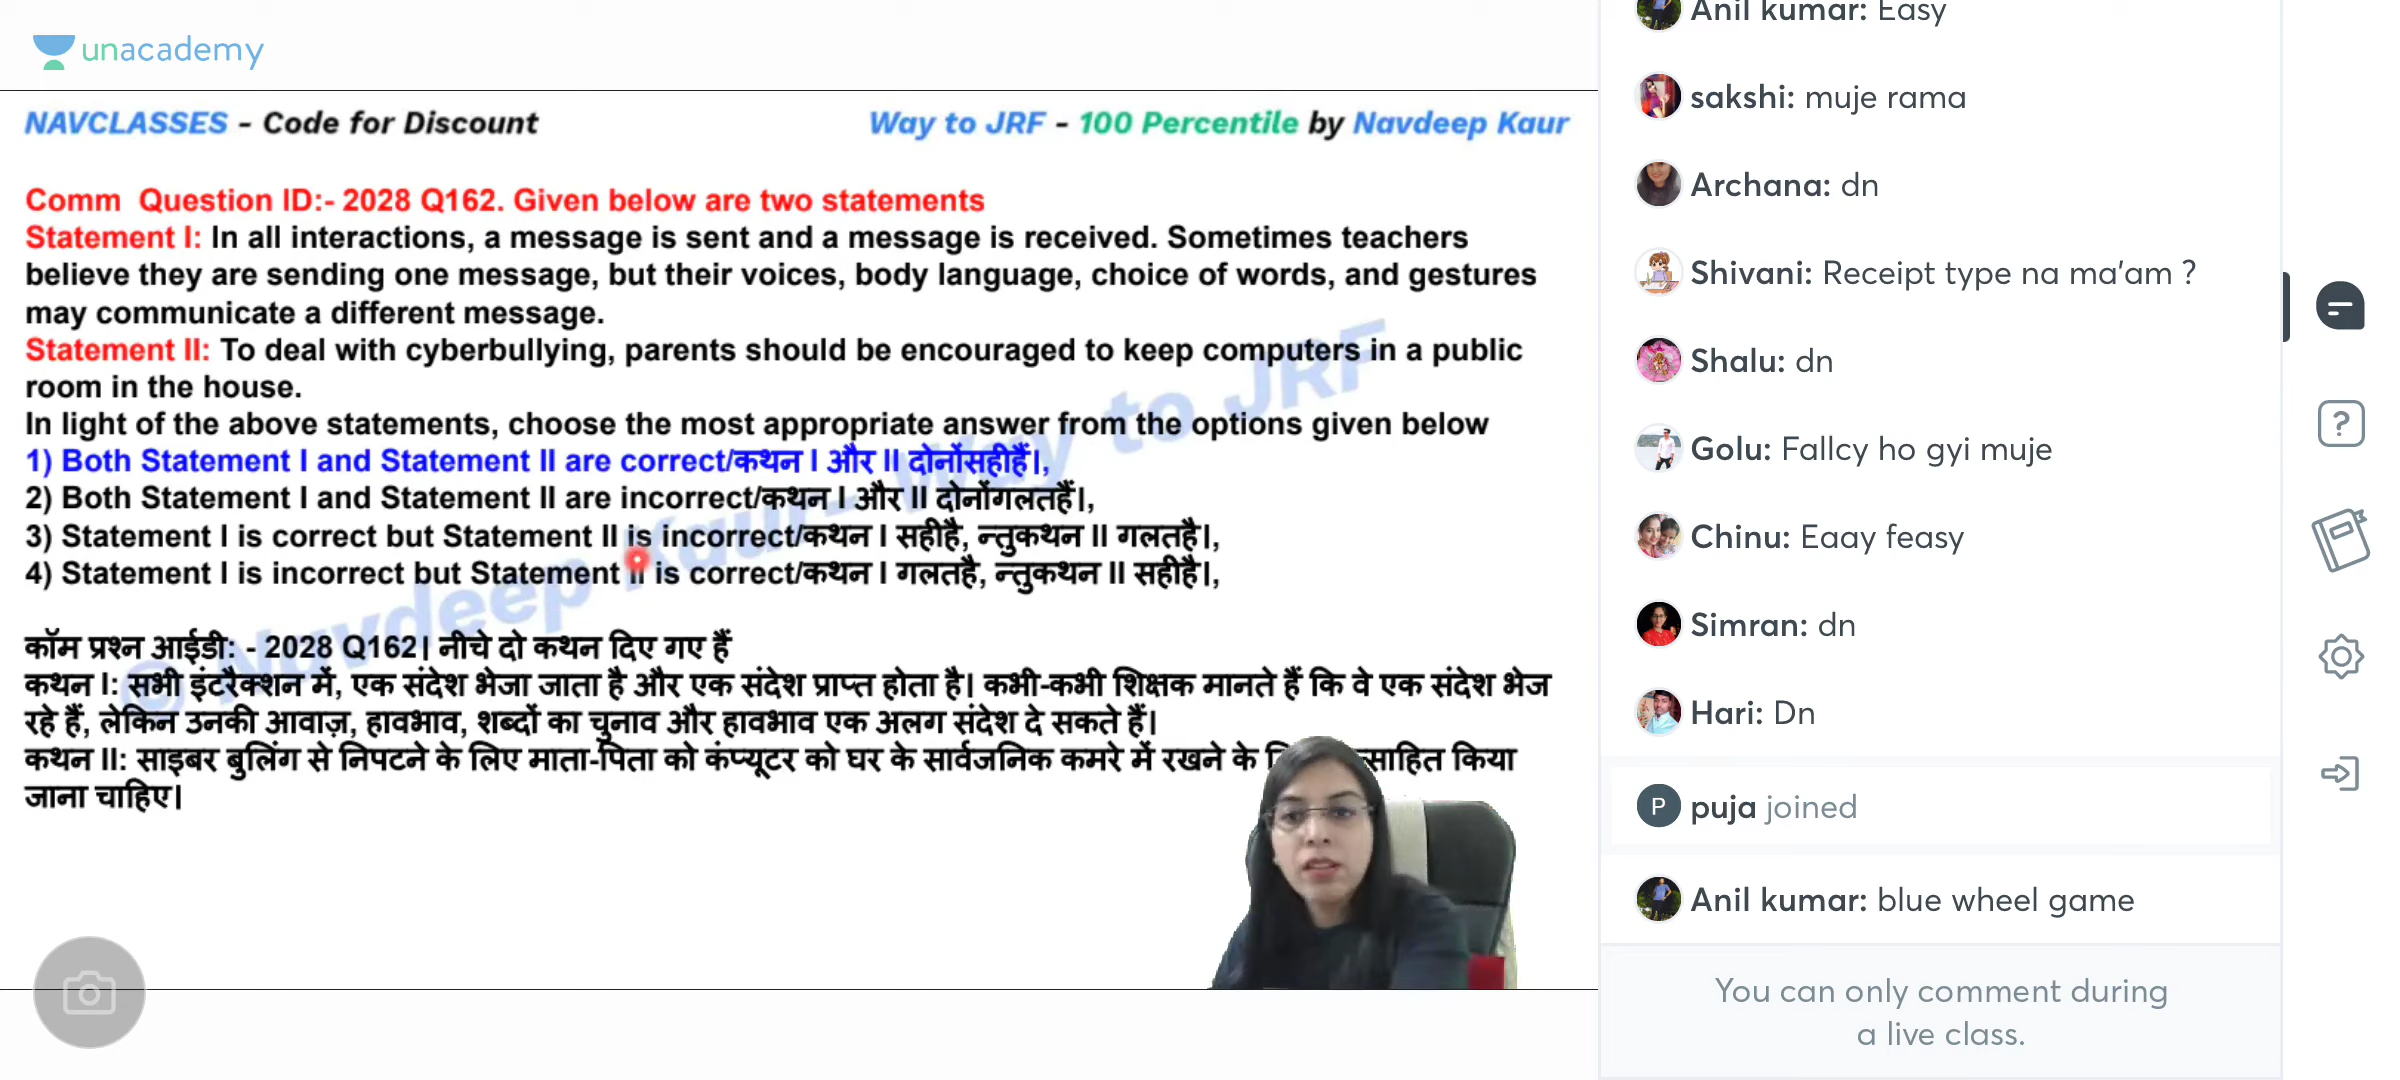 unacademy
NAVCLASSES - Code for Discount
Way to JRF - 100 Percentile by Navdeep Kaur
Comm Question ID:- 2028 Q162. Given below are two statements
Statement I: In all interactions, a message is sent and a message is received. Sometimes teachers
believe they are sending one message, but their voices, body language, choice of words, and gestures
may communicate a different message.
Statement II: To deal with cyberbullying, parents should be encouraged to keep computers in a public
room in the house.
In light of the above statements, choose the most appropriate answer from the options given below
1) Both Statement I and Statement II are correct/कथन I और II दोनोंसहीहैं।,
2) Both Statement I and Statement II are incorrect/कथन I और II दोनोंगलतहैं।,
3) Statement I is correct but Statement II is incorrect/कथन I सहीहै, न्तुकथन II गलतहै।,
4) Statement I is incorrect but Statement II is correct/कथन I गलतहै, न्तुकथन II सहीहै।,
© Navdeep Kaur - Way to JRF
कॉम प्रश्न आईडी: - 2028 Q162। नीचे दो कथन दिए गए हैं
कथन I: सभी इंटरैक्शन में, एक संदेश भेजा जाता है और एक संदेश प्राप्त होता है। कभी-कभी शिक्षक मानते हैं कि वे एक संदेश भेज
रहे हैं, लेकिन उनकी आवाज़, हावभाव, शब्दों का चुनाव और हावभाव एक अलग संदेश दे सकते हैं।
कथन II: साइबर बुलिंग से निपटने के लिए माता-पिता को कंप्यूटर को घर के सार्वजनिक कमरे में रखने के साहित किया
जाना चाहिए।
Anil kumar: Easy
sakshi: muje rama
Archana: dn
Shivani: Receipt type na ma'am ?
Shalu: dn
Golu: Fallcy ho gyi muje
Chinu: Eaay feasy
Simran: dn
Hari: Dn
P puja joined
Anil kumar: blue wheel game
You can only comment during
a live class.